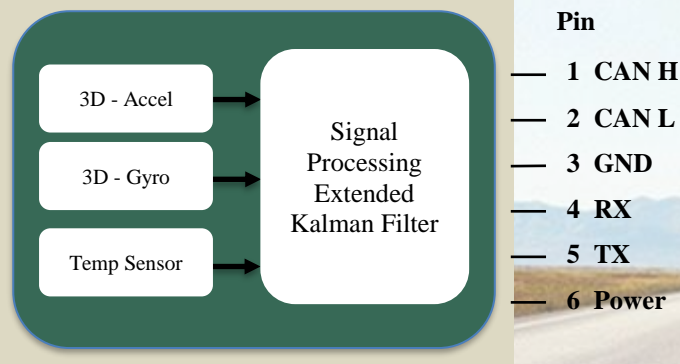 3D - Accel
3D - Gyro
Temp Sensor
Signal
Processing
Extended
Kalman Filter
Pin
1 CAN H
2 CAN L
3 GND
4 RX
5 TX
6 Power